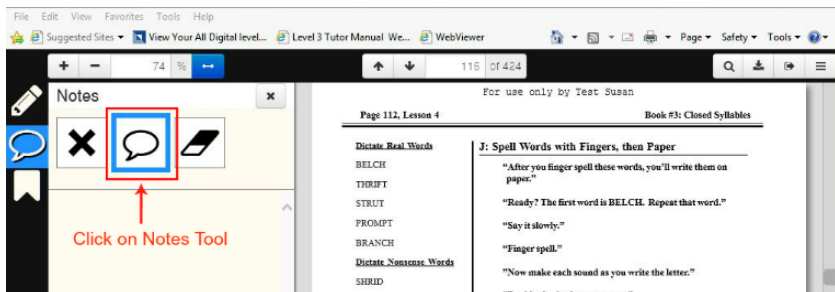 File Edit View Favorites Tools Help
Suggested Sites View Your All Digital level... Level 3 Tutor Manual We... WebViewer Page Safety Tools
74 % 116 of 424
Notes
Click on Notes Tool
For use only by Test Susan
Page 112, Lesson 4 Book #3: Closed Syllables
Dictate Real Words
BELCH
THRIFT
STRUT
PROMPT
BRANCH
Dictate Nonsense Words
SHRID
J: Spell Words with Fingers, then Paper
"After you finger spell these words, you'll write them on
paper."
"Ready? The first word is BELCH. Repeat that word."
"Say it slowly."
"Finger spell."
"Now make each sound as you write the letter."